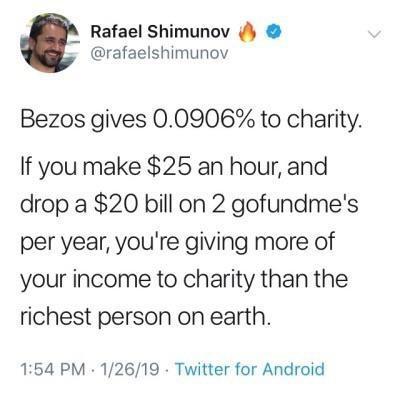 Rafael Shimunov 🔥
@rafaelshimunov
Bezos gives 0.0906% to charity.
If you make $25 an hour, and
drop a $20 bill on 2 gofundme's
per year, you're giving more of
your income to charity than the
richest person on earth.
1:54 PM · 1/26/19 · Twitter for Android